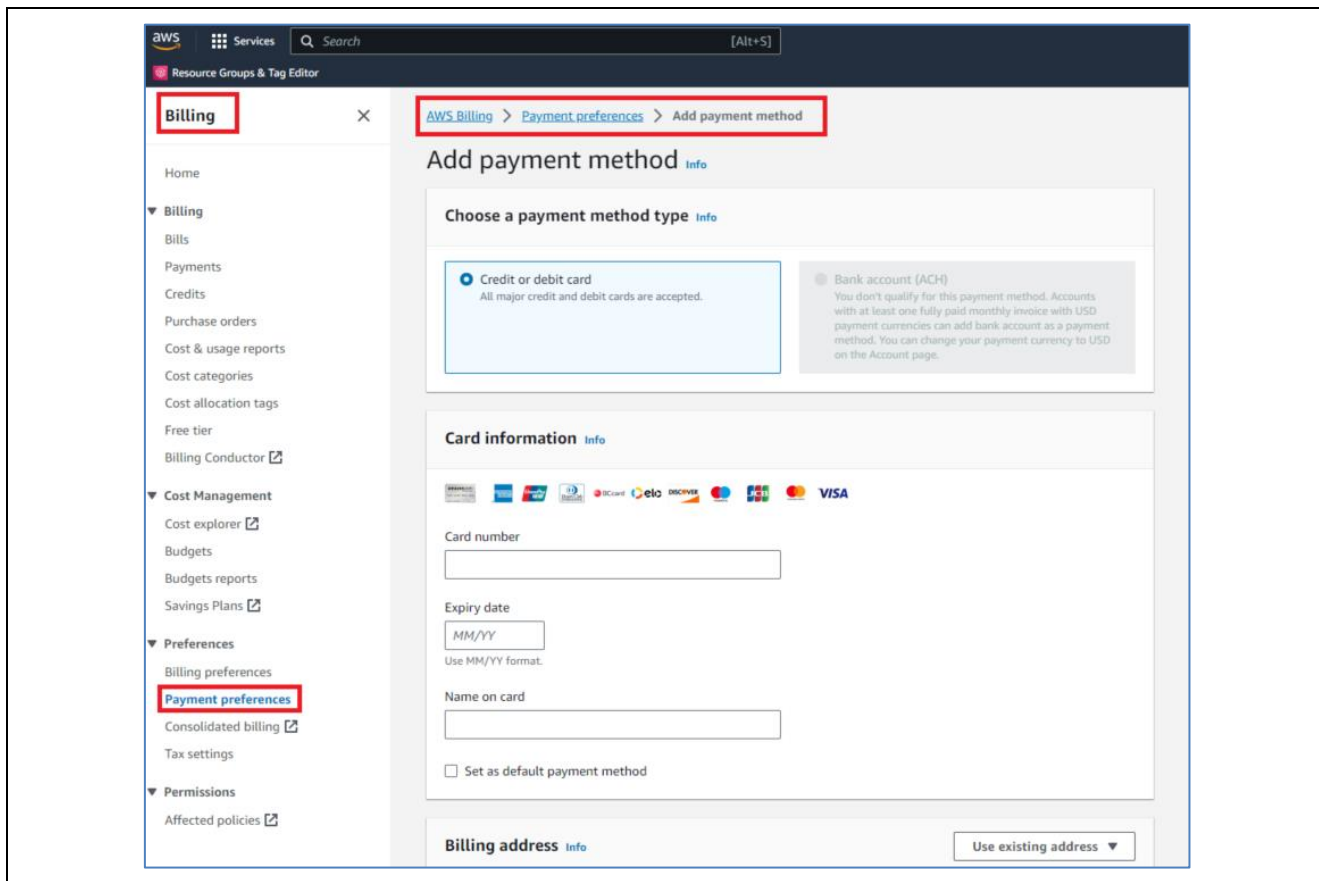 aws
Services
Search [Alt+S]
Resource Groups & Tag Editor
Billing
Home
Billing
Bills
Payments
Credits
Purchase orders
Cost & usage reports
Cost categories
Cost allocation tags
Free tier
Billing Conductor
Cost Management
Cost explorer
Budgets
Budgets reports
Savings Plans
Preferences
Billing preferences
Payment preferences
Consolidated billing
Tax settings
Permissions
Affected policies
AWS Billing > Payment preferences > Add payment method
Add payment method Info
Choose a payment method type Info
Credit or debit card
All major credit and debit cards are accepted.
Bank account (ACH)
You don't qualify for this payment method. Accounts
with at least one fully paid monthly invoice with USD
payment currencies can add bank account as a payment
method. You can change your payment currency to USD
on the Account page.
Card information Info
BCcard elo DISCOVER JCB VISA
Card number
Expiry date
MM/YY
Use MM/YY format.
Name on card
Set as default payment method
Billing address Info
Use existing address